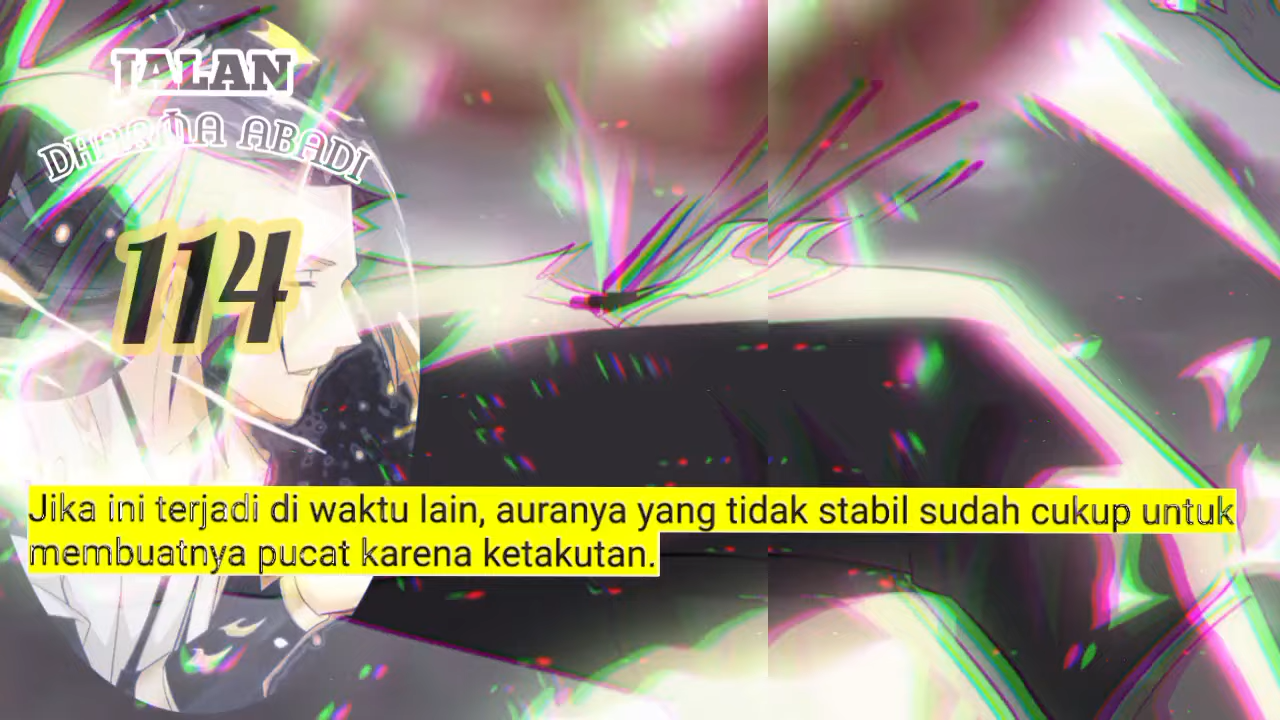 JALAN
DHARMA ABADI
114
Jika ini terjadi di waktu lain, auranya yang tidak stabil sudah cukup untuk
membuatnya pucat karena ketakutan.